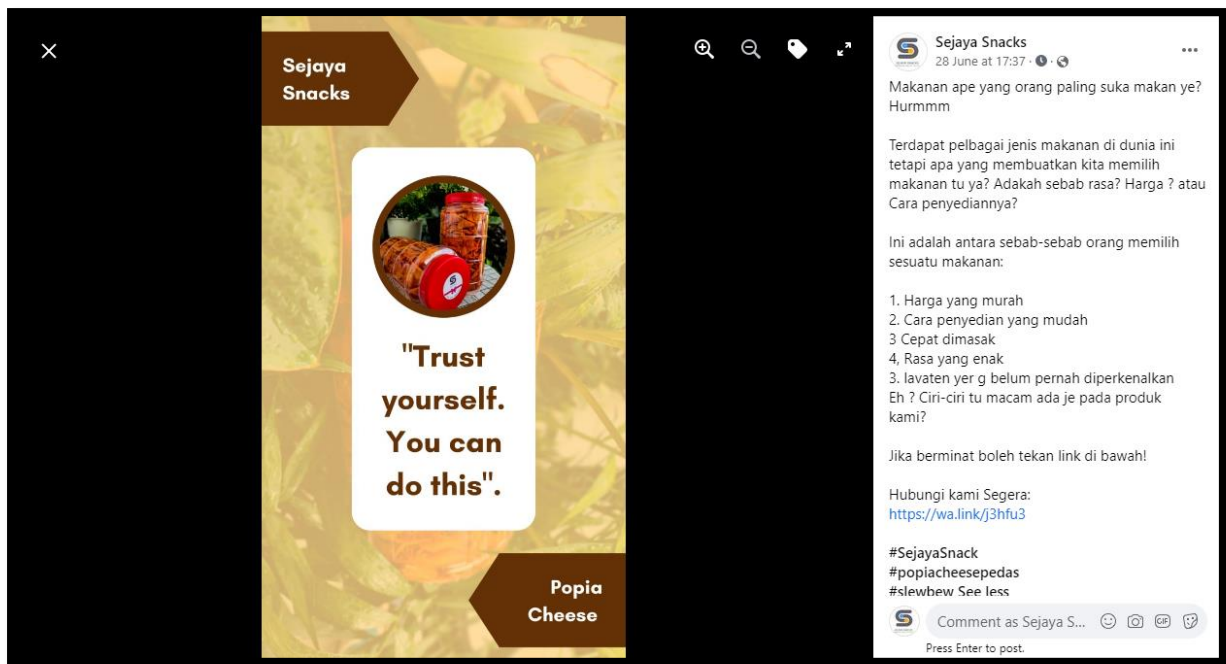 Sejaya
Snacks
"Trust
yourself.
You can
do this".
Popia
Cheese
Sejaya Snacks
28 June at 17:37 ·
Makanan ape yang orang paling suka makan ye?
Hurmmm
Terdapat pelbagai jenis makanan di dunia ini
tetapi apa yang membuatkan kita memilih
makanan tu ya? Adakah sebab rasa? Harga ? atau
Cara penyediannya?
Ini adalah antara sebab-sebab orang memilih
sesuatu makanan:
1. Harga yang murah
2. Cara penyedian yang mudah
3 Cepat dimasak
4, Rasa yang enak
3. lavaten yer g belum pernah diperkenalkan
Eh ? Ciri-ciri tu macam ada je pada produk
kami?
Jika berminat boleh tekan link di bawah!
Hubungi kami Segera:
https://wa.link/j3hfu3
#SejayaSnack
#popiacheesepedas
#slewbew See less
Comment as Sejaya S...
GIF
Press Enter to post.